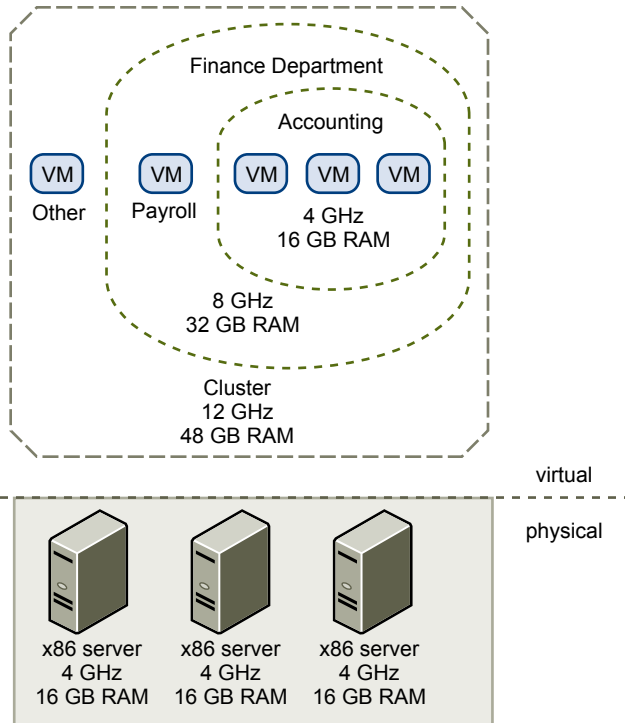 Finance Department
Accounting
VM VM VM VM VM
Other Payroll
4 GHz
16 GB RAM
8 GHz
32 GB RAM
Cluster
12 GHz
48 GB RAM
virtual
physical
x86 server x86 server x86 server
4 GHz 4 GHz 4 GHz
16 GB RAM 16 GB RAM 16 GB RAM